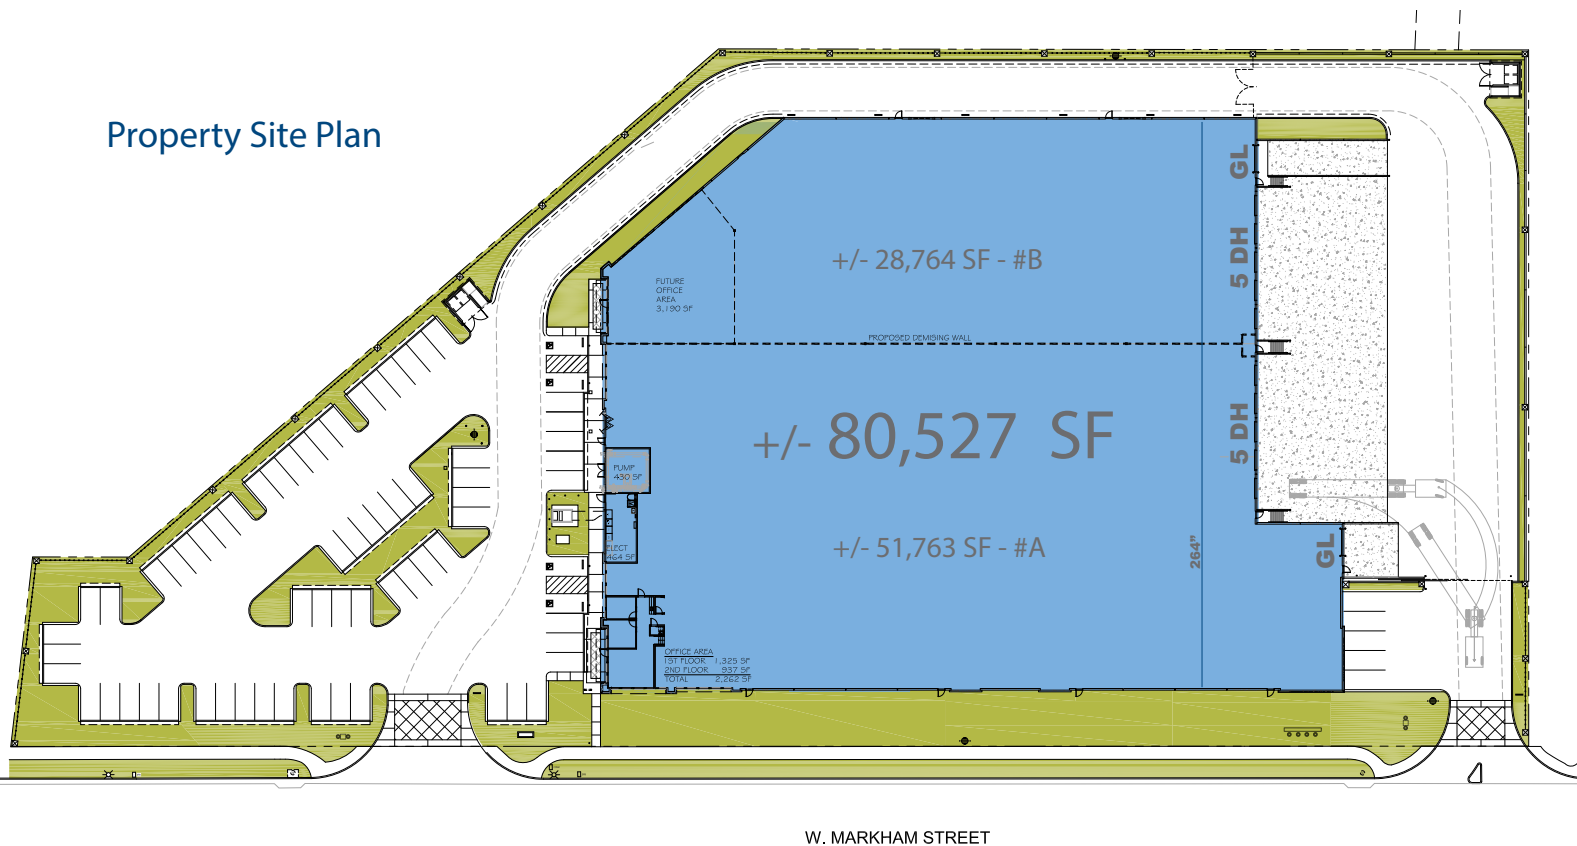 Property Site Plan
GL
5 DH
+/- 28,764 SF - #B
FUTURE
OFFICE
AREA
3,190 SF
PROPOSED DEMISING WALL
+/- 80,527 SF
5 DH
PUMP
430 SF
+/- 51,763 SF - #A
ELECT
464 SF
264"
GL
OFFICE AREA
1ST FLOOR 1,325 SF
2ND FLOOR 937 SF
TOTAL 2,262 SF
W. MARKHAM STREET